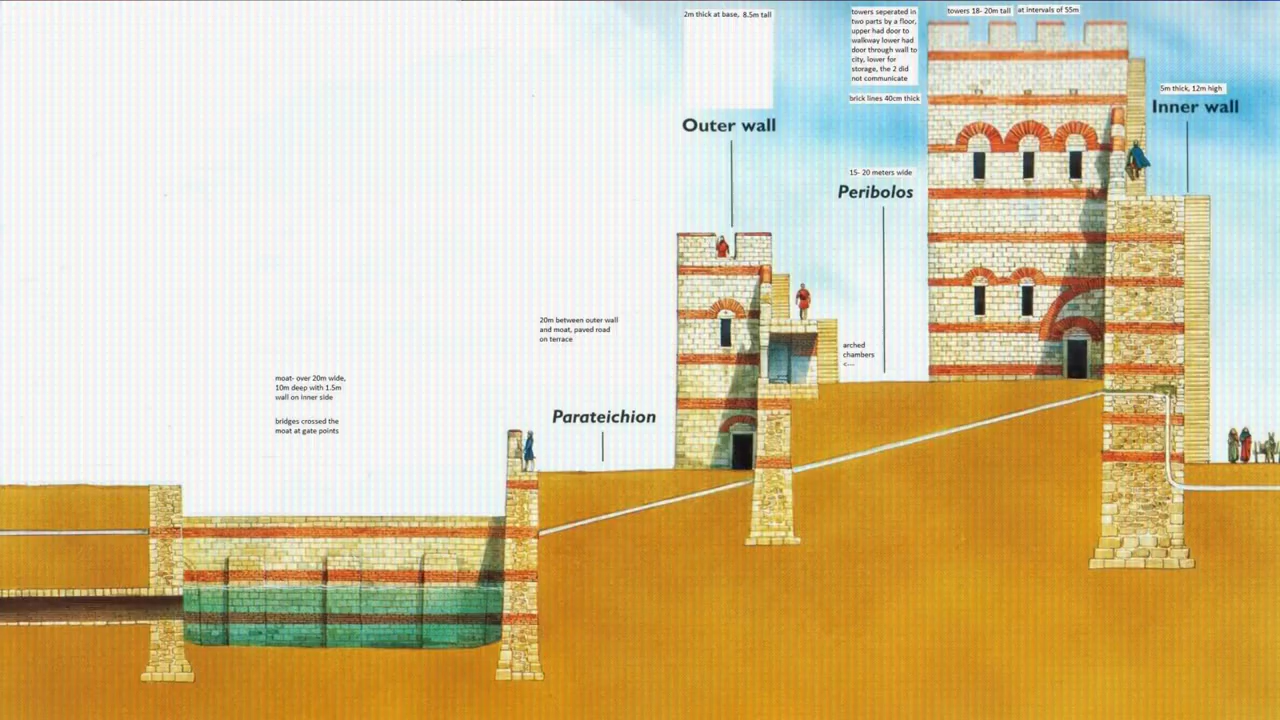 2m thick at base, 8.5m tall
Outer wall
towers seperated in
two parts by a floor,
upper had door to
walkway lower had
door through wall to
city, lower for
storage, the 2 did
not communicate
brick lines 40cm thick
towers 18- 20m tall
at intervals of 55m
5m thick, 12m high
Inner wall
15- 20 meters wide
Peribolos
20m between outer wall
and moat, paved road
on terrace
arched
chambers
<---
moat- over 20m wide,
10m deep with 1.5m
wall on inner side
bridges crossed the
moat at gate points
Parateichion